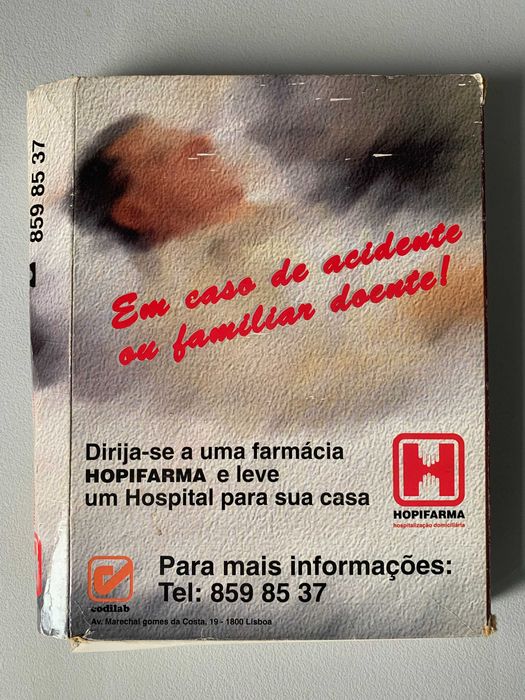 859 85 37
Em caso de acidente
ou familiar doente!
Dirija-se a uma farmácia
HOPIFARMA e leve
um Hospital para sua casa
H
HOPIFARMA
hospitalização domiciliária
Para mais informações:
Tel: 859 85 37
codilab
Av. Marechal gomes da Costa, 19 - 1800 Lisboa